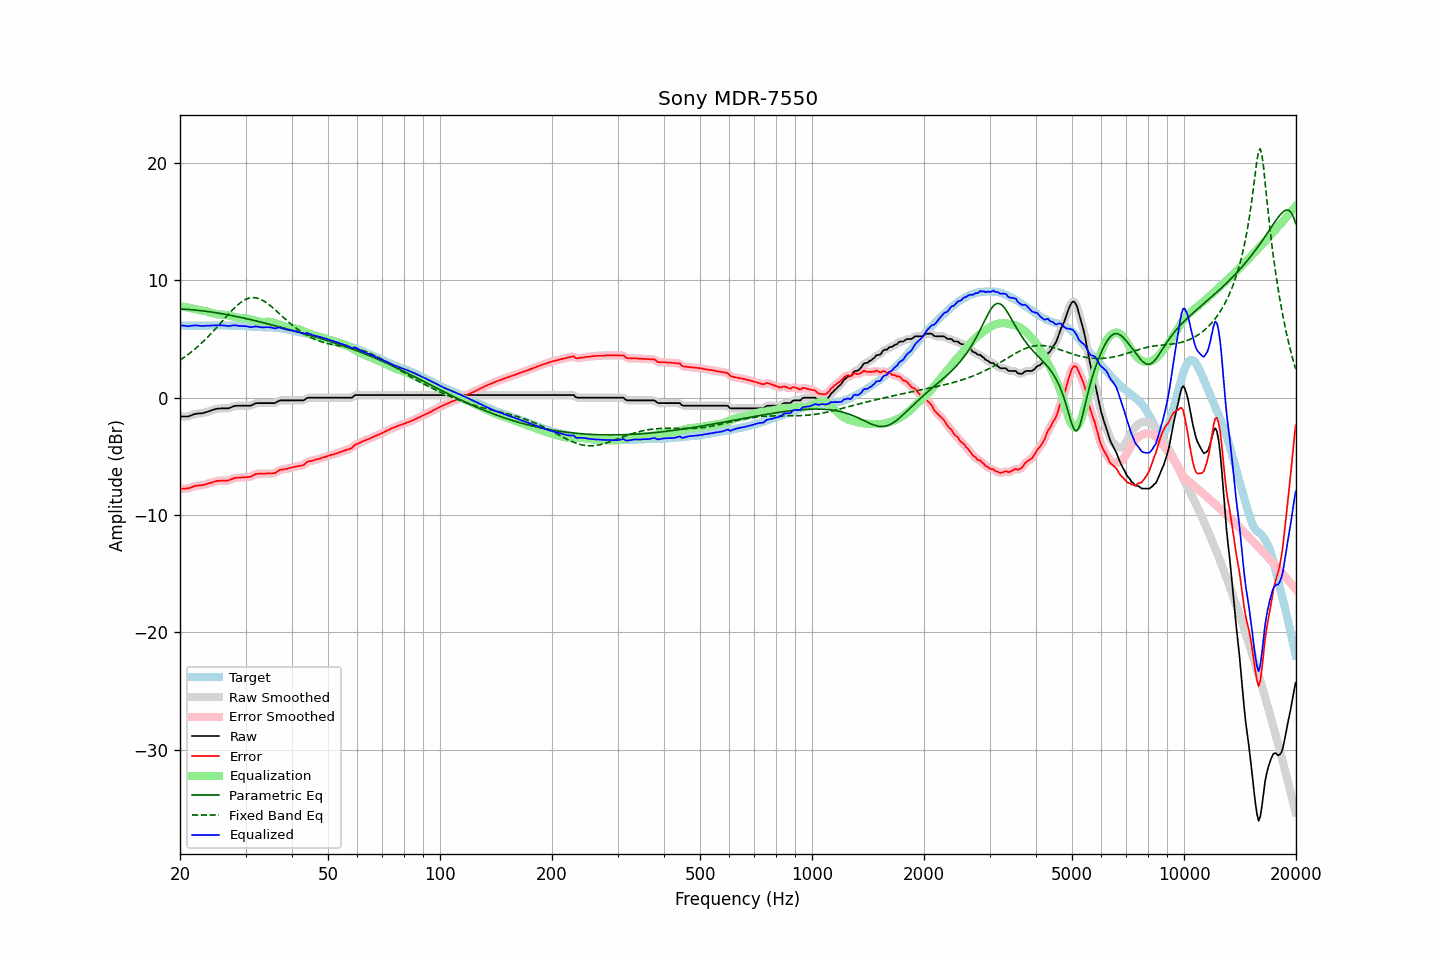 Sony MDR-7550
Amplitude (dBr)
20
10
0
−10
−20
−30
Target
Raw Smoothed
Error Smoothed
Raw
Error
Equalization
Parametric Eq
Fixed Band Eq
Equalized
20 50 100 200 500 1000 2000 5000 10000 20000
Frequency (Hz)